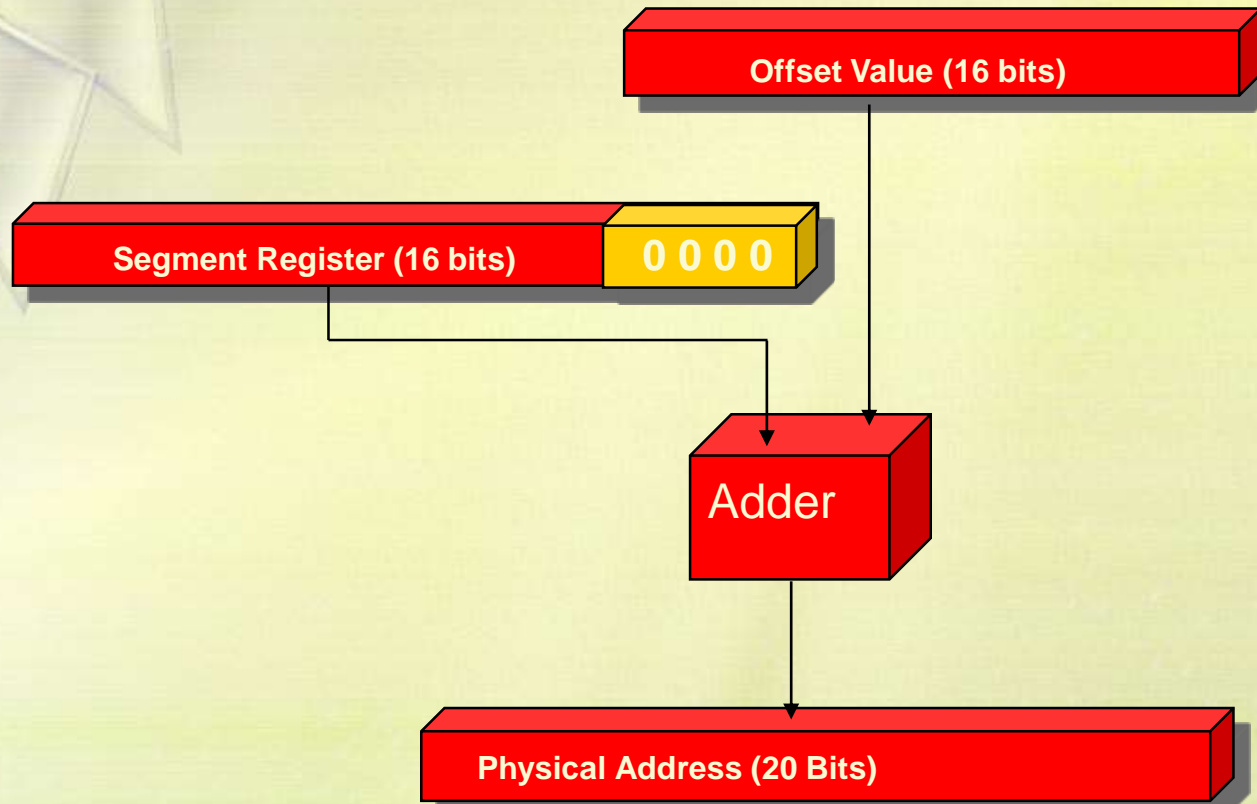 Offset Value (16 bits)
Segment Register (16 bits)
0 0 0 0
Adder
Physical Address (20 Bits)